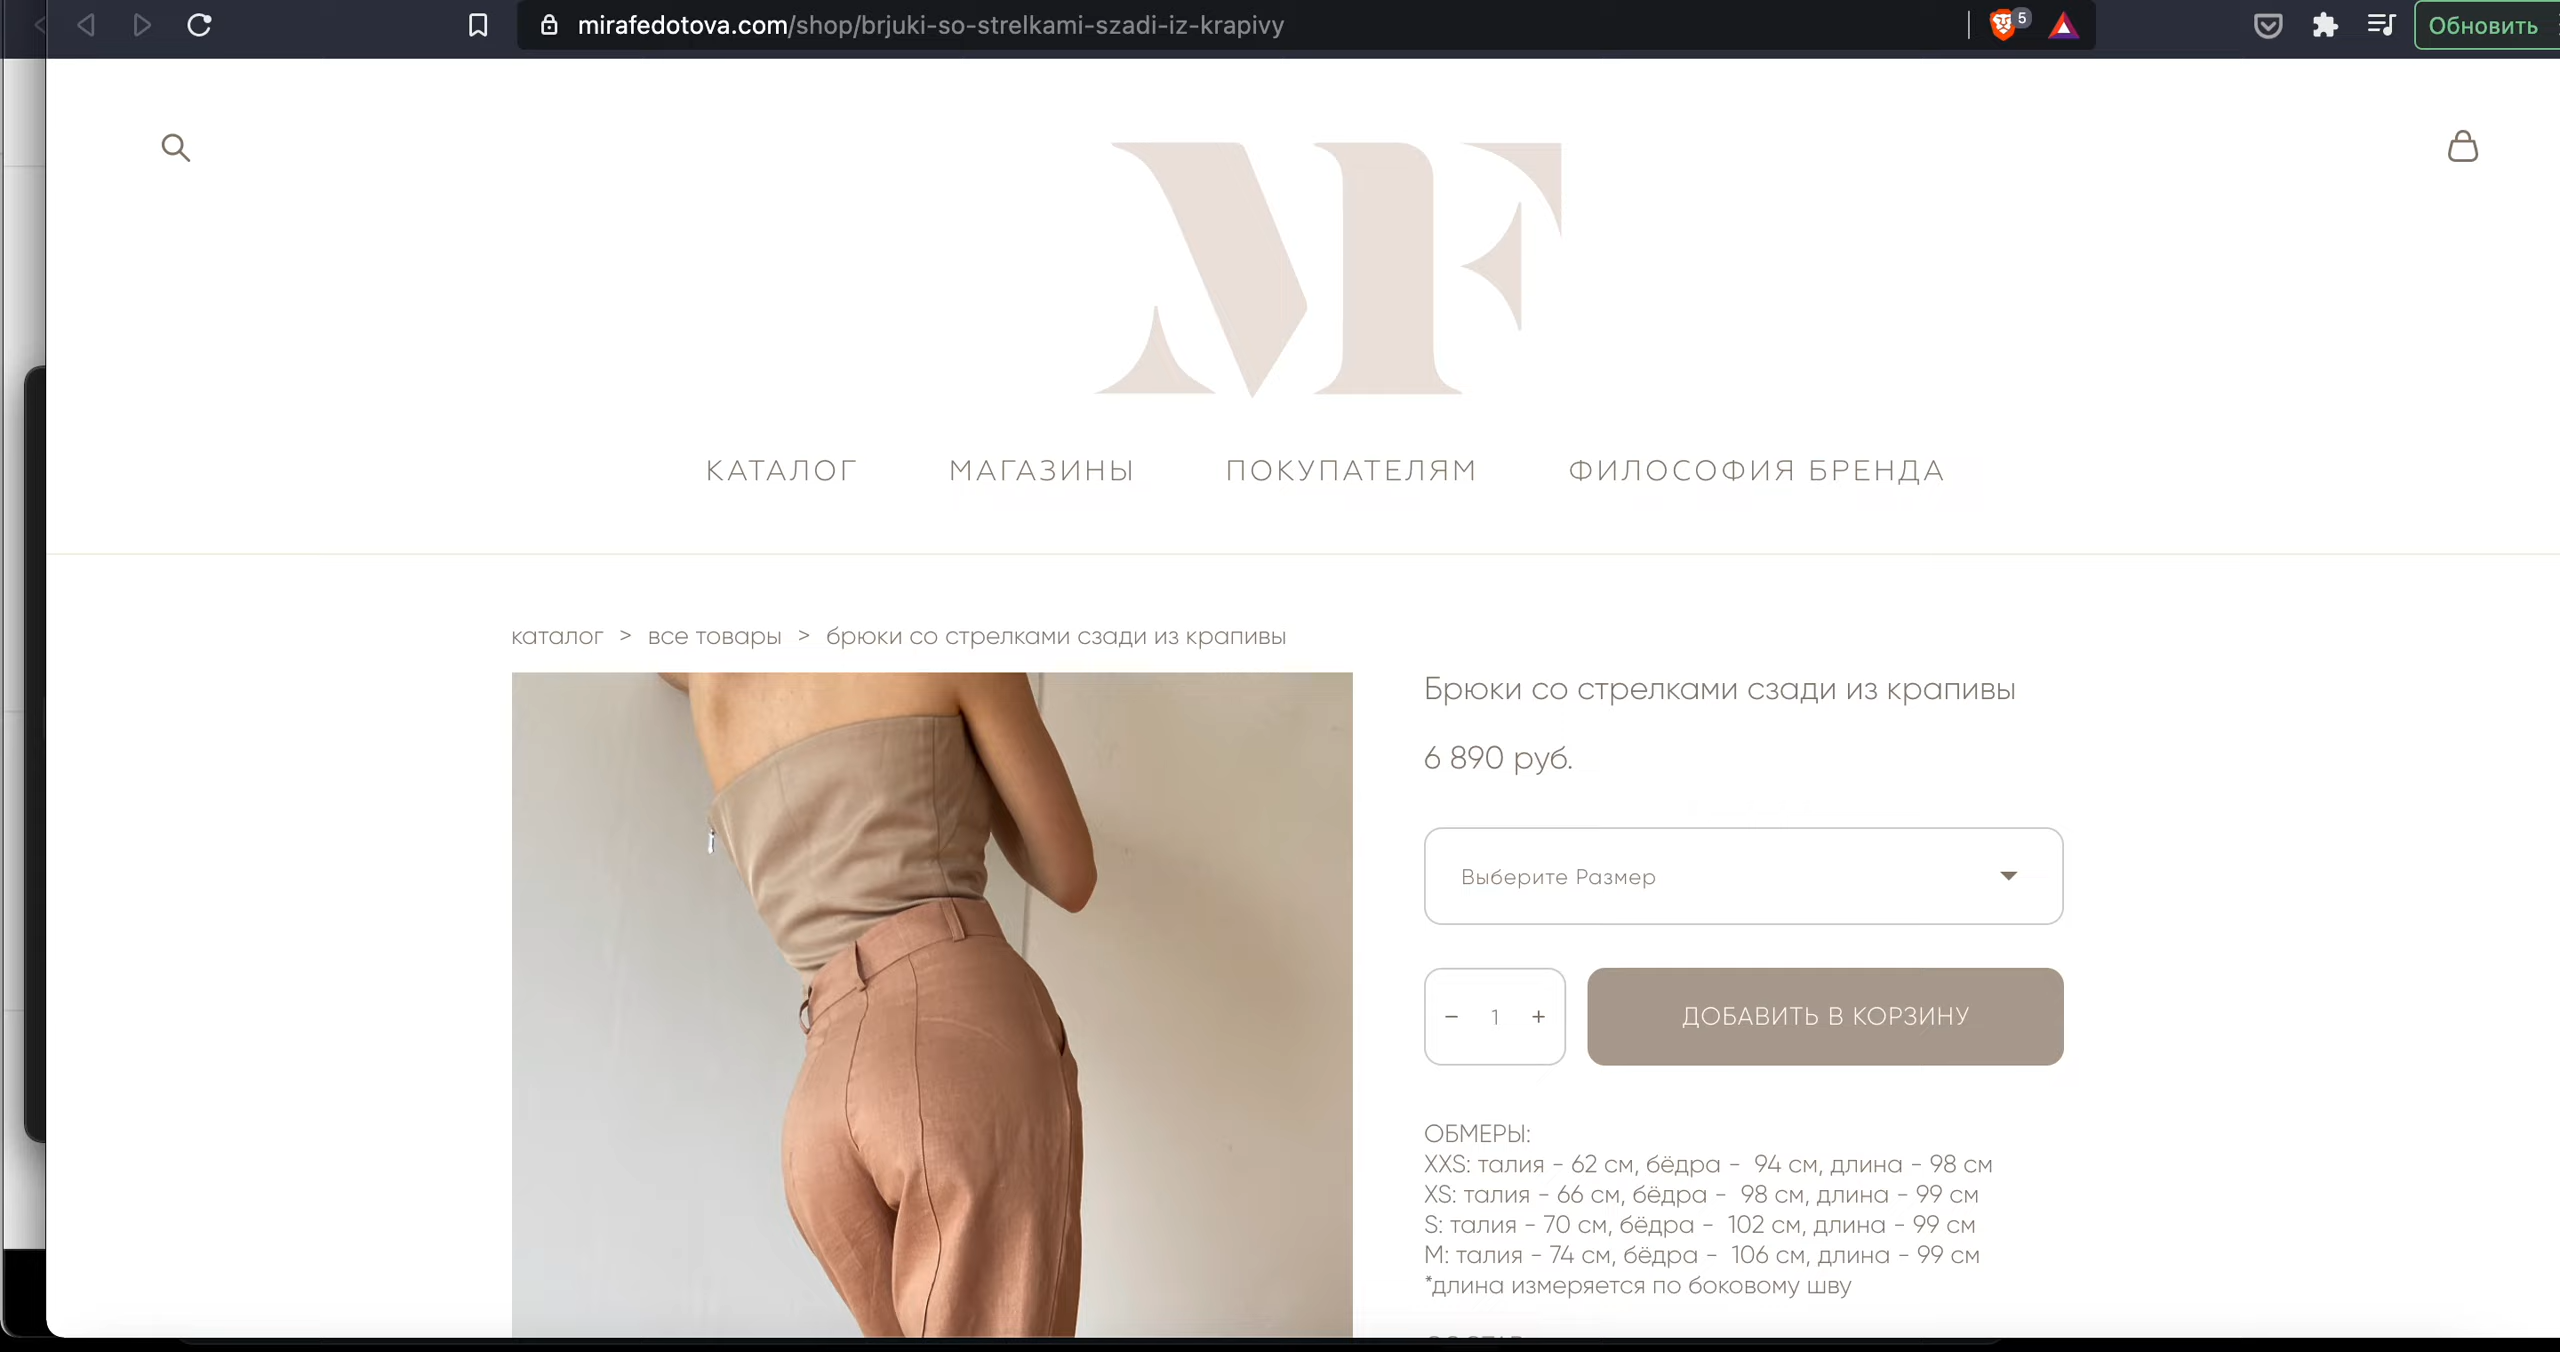 mirafedotova.com/shop/brjuki-so-strelkami-szadi-iz-krapivy
5
Обновить
MF
КАТАЛОГ МАГАЗИНЫ ПОКУПАТЕЛЯМ ФИЛОСОФИЯ БРЕНДА
каталог > все товары > брюки со стрелками сзади из крапивы
Брюки со стрелками сзади из крапивы
6 890 руб.
Выберите Размер
− 1 +
ДОБАВИТЬ В КОРЗИНУ
ОБМЕРЫ:
XXS: талия - 62 см, бёдра - 94 см, длина - 98 см
XS: талия - 66 см, бёдра - 98 см, длина - 99 см
S: талия - 70 см, бёдра - 102 см, длина - 99 см
M: талия - 74 см, бёдра - 106 см, длина - 99 см
*длина измеряется по боковому шву